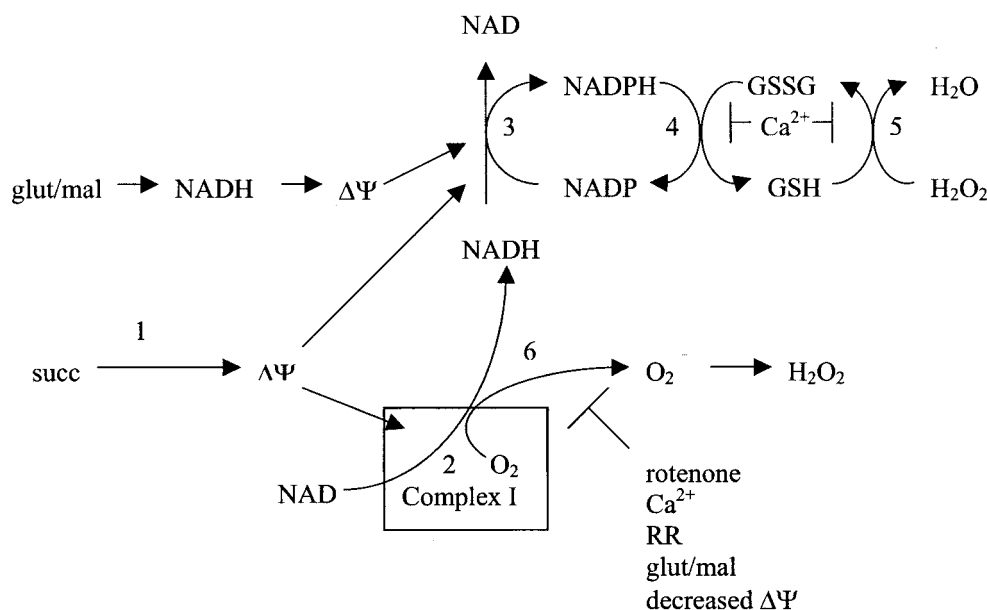 NAD
NADPH GSSG H₂O
3 4 Ca²⁺ 5
glut/mal NADH ΔΨ NADP GSH H₂O₂
NADH
1 6
succ ΛΨ O₂⁻ H₂O₂
2 O₂
NAD Complex I
rotenone
Ca²⁺
RR
glut/mal
decreased ΔΨ